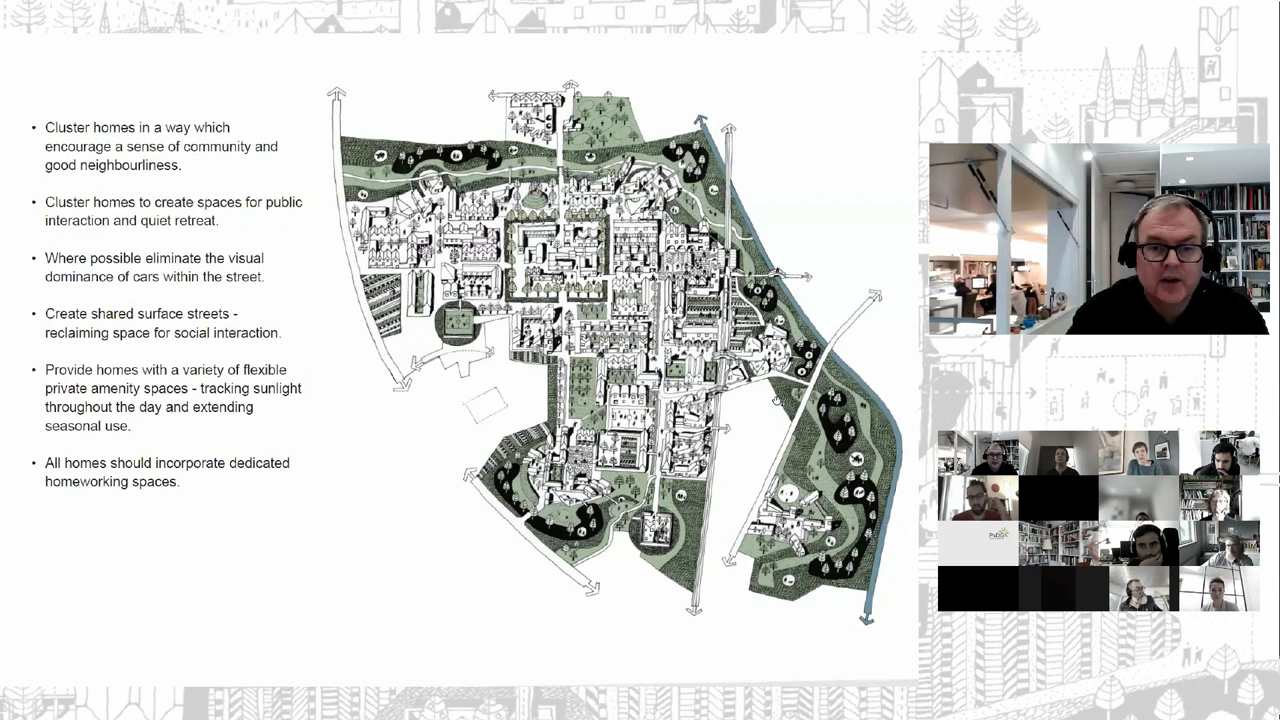 • Cluster homes in a way which
encourage a sense of community and
good neighbourliness.
• Cluster homes to create spaces for public
interaction and quiet retreat.
• Where possible eliminate the visual
dominance of cars within the street.
• Create shared surface streets -
reclaiming space for social interaction.
• Provide homes with a variety of flexible
private amenity spaces - tracking sunlight
throughout the day and extending
seasonal use.
• All homes should incorporate dedicated
homeworking spaces.